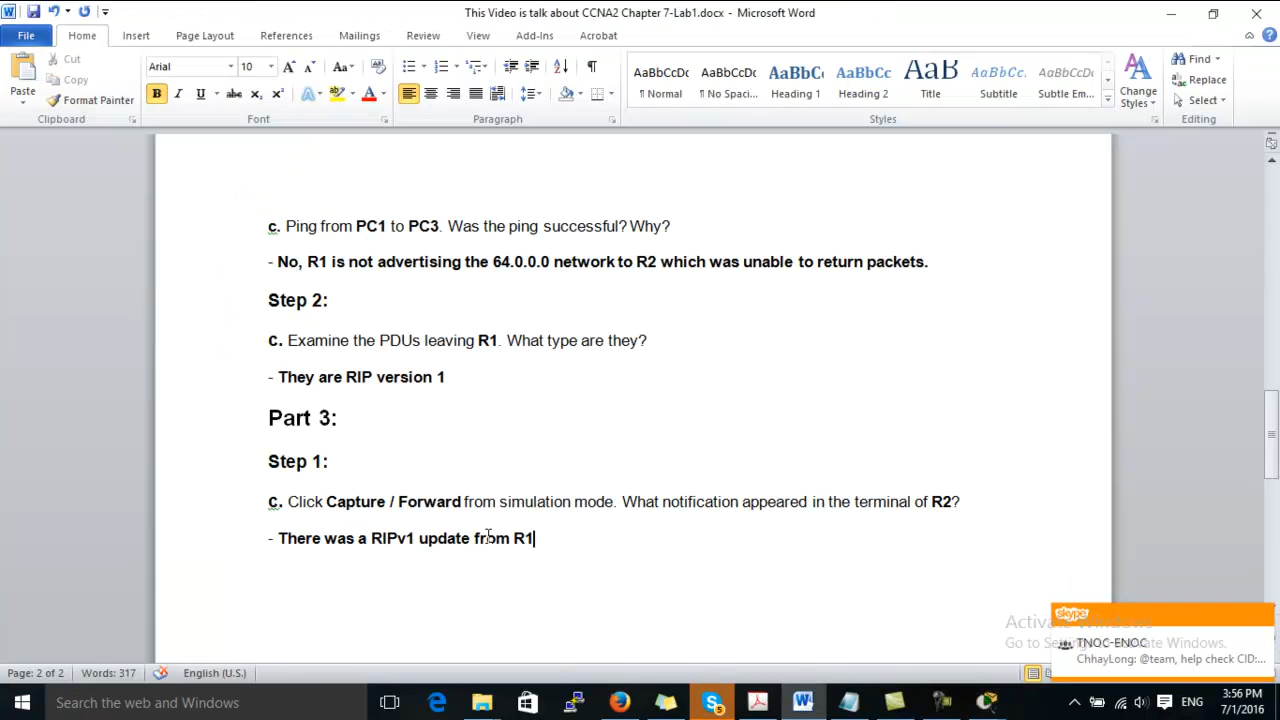 This Video is talk about CCNA2 Chapter 7-Lab1.docx - Microsoft Word
File Home Insert Page Layout References Mailings Review View Add-Ins Acrobat
Paste
Cut
Copy
Format Painter
Clipboard
Arial 10
Font
Paragraph
AaBbCcDc AaBbCcDc AaBbCc AaBbCc AaB AaBbCc. AaBbCcDc
¶ Normal ¶ No Spaci... Heading 1 Heading 2 Title Subtitle Subtle Em...
Change Styles
Styles
Find
Replace
Select
Editing
c. Ping from PC1 to PC3. Was the ping successful? Why?
- No, R1 is not advertising the 64.0.0.0 network to R2 which was unable to return packets.
Step 2:
c. Examine the PDUs leaving R1. What type are they?
- They are RIP version 1
Part 3:
Step 1:
c. Click Capture / Forward from simulation mode. What notification appeared in the terminal of R2?
- There was a RIPv1 update from R1
skype
TNOC-ENOC
ChhayLong: @team, help check CID:...
Page: 2 of 2 Words: 317 English (U.S.)
Search the web and Windows
ENG
3:56 PM
7/1/2016